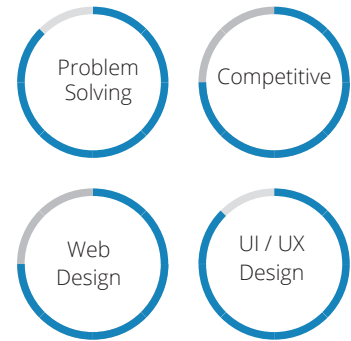 Problem
Solving
Competitive
Web
Design
UI / UX
Design